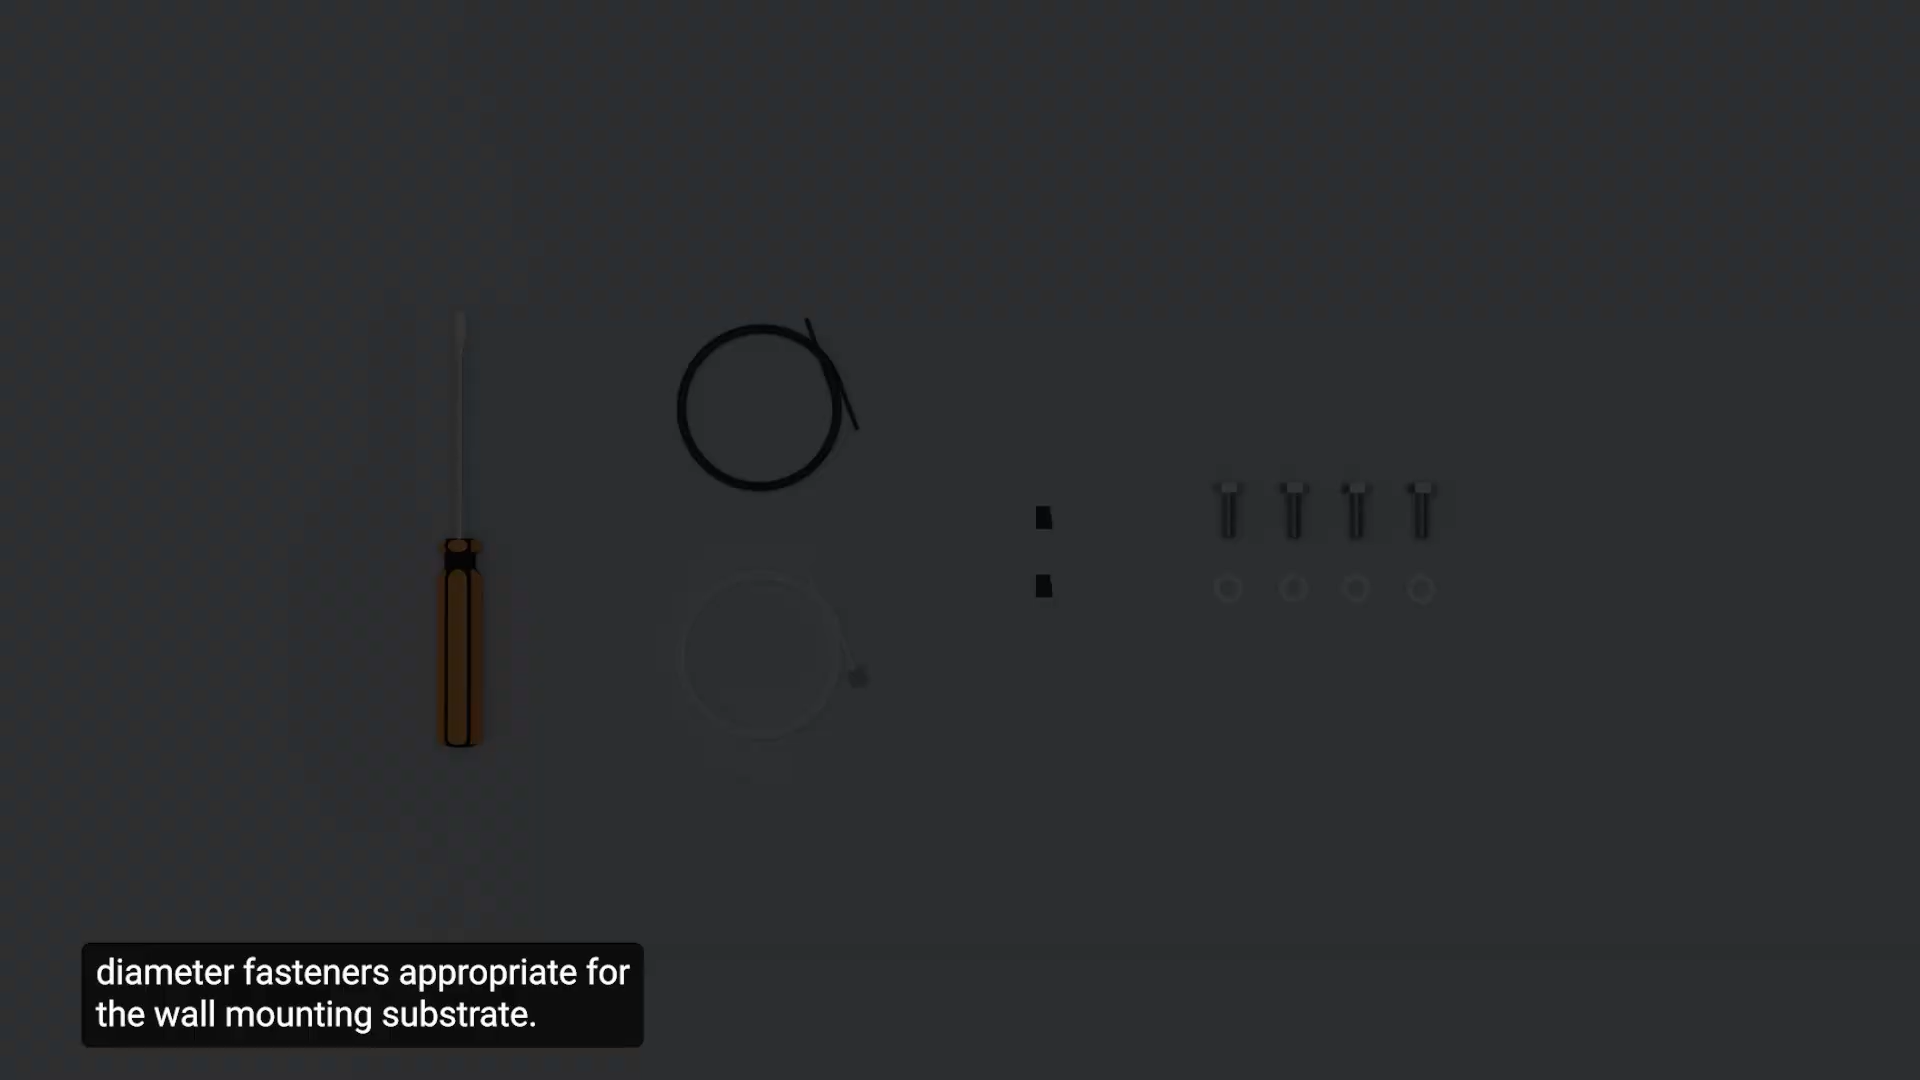 diameter fasteners appropriate for
the wall mounting substrate.